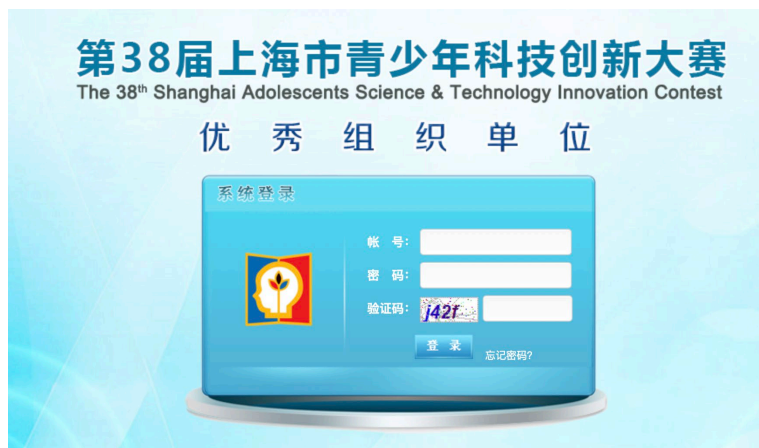 第38届上海市青少年科技创新大赛
The 38th Shanghai Adolescents Science & Technology Innovation Contest
优 秀 组 织 单 位
系统登录
帐 号：
密 码：
验证码： j42f
登 录 忘记密码?